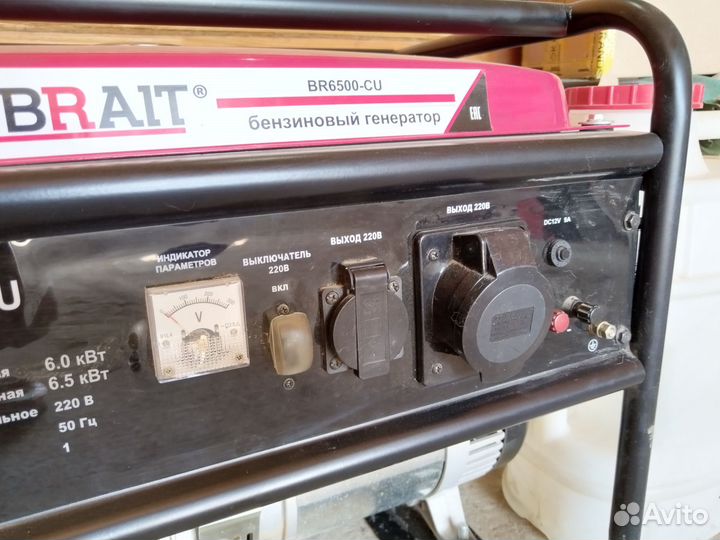 BRAIT®
BR6500-CU
бензиновый генератор
EAC
ВЫХОД 220В
DC12V 8A
ВЫХОД 220В
ИНДИКАТОР
ПАРАМЕТРОВ
ВЫКЛЮЧАТЕЛЬ
220В
ВКЛ
V
6.0 кВт
6.5 кВт
220 В
50 Гц
1
Avito